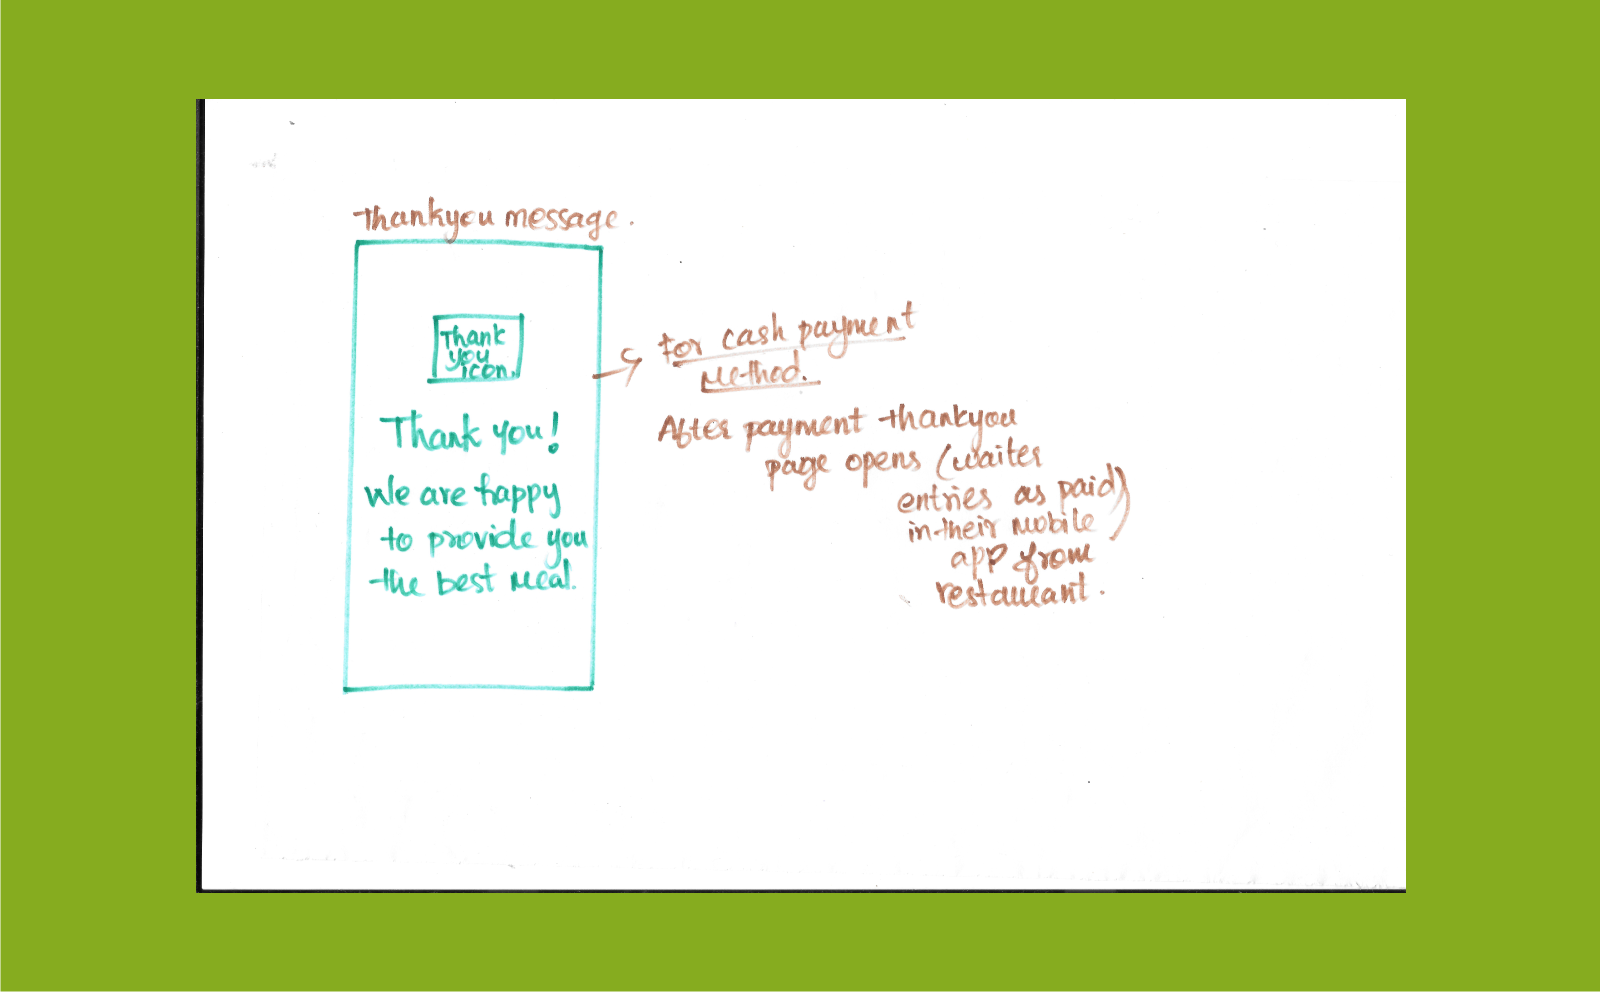 Thankyou message.
Thank
you
icon.
Thank you!
We are happy
to provide you
the best meal.
For cash payment
Method.
After payment thankyou
page opens (waiter
entries as paid)
in their mobile
app from
restaurant.